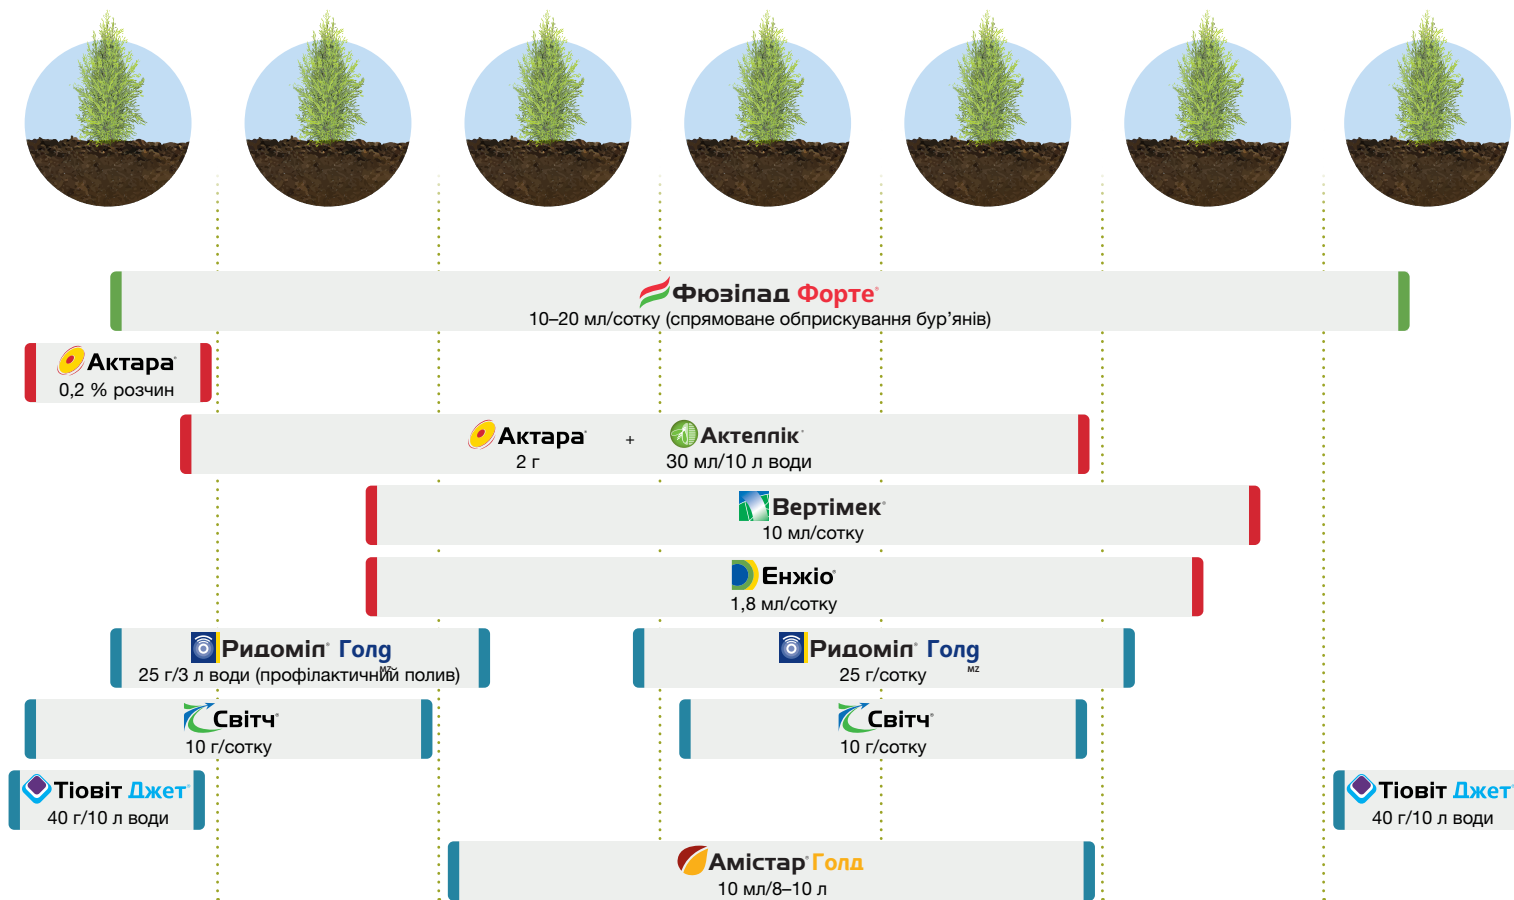 Фюзілад Форте®
10–20 мл/сотку (спрямоване обприскування бур’янів)
Актара®
0,2 % розчин
Актара® + Актеллік®
2 г 30 мл/10 л води
Вертімек®
10 мл/сотку
Енжіо®
1,8 мл/сотку
Ридоміл® Голд MZ
25 г/3 л води (профілактичний полив)
Ридоміл® Голд MZ
25 г/сотку
Світч®
10 г/сотку
Світч®
10 г/сотку
Тіовіт Джет®
40 г/10 л води
Тіовіт Джет®
40 г/10 л води
Амістар® Голд
10 мл/8–10 л